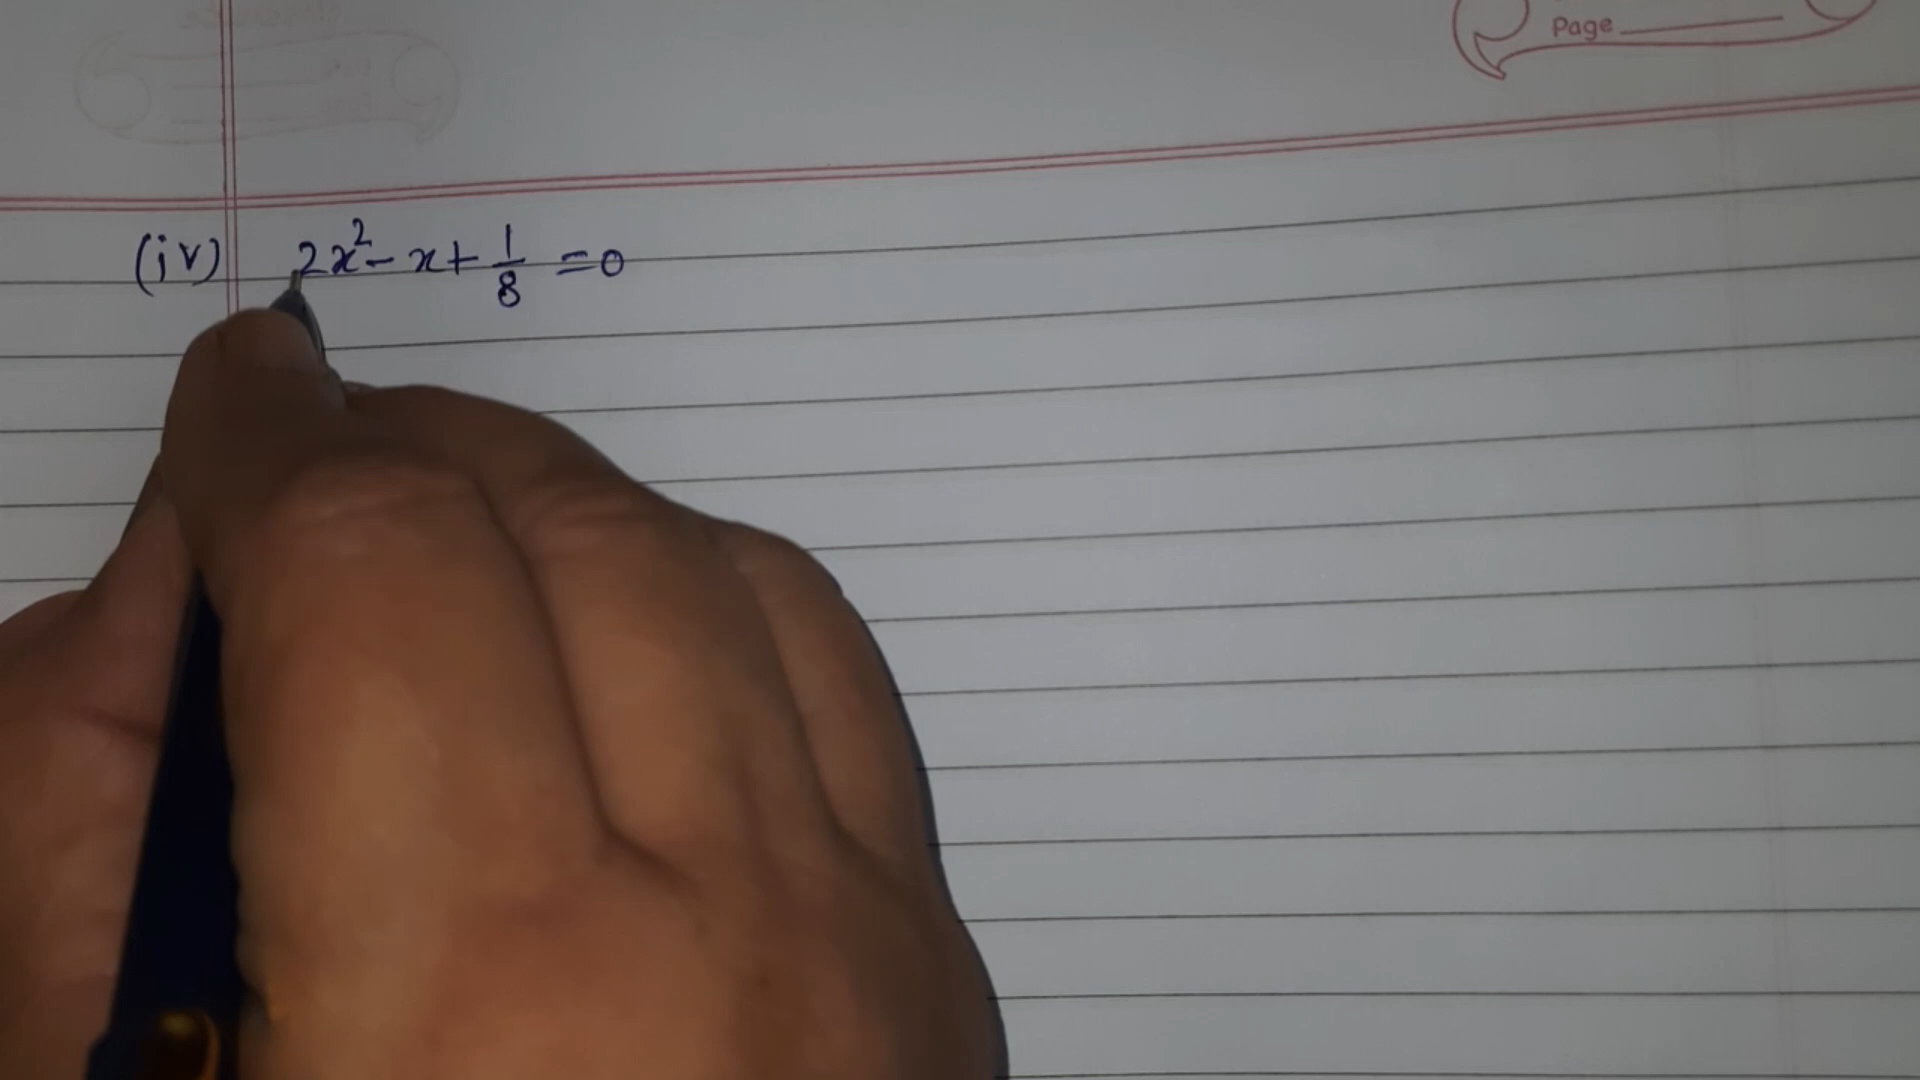 Page
(iv) 2x² - x + 1/8 = 0